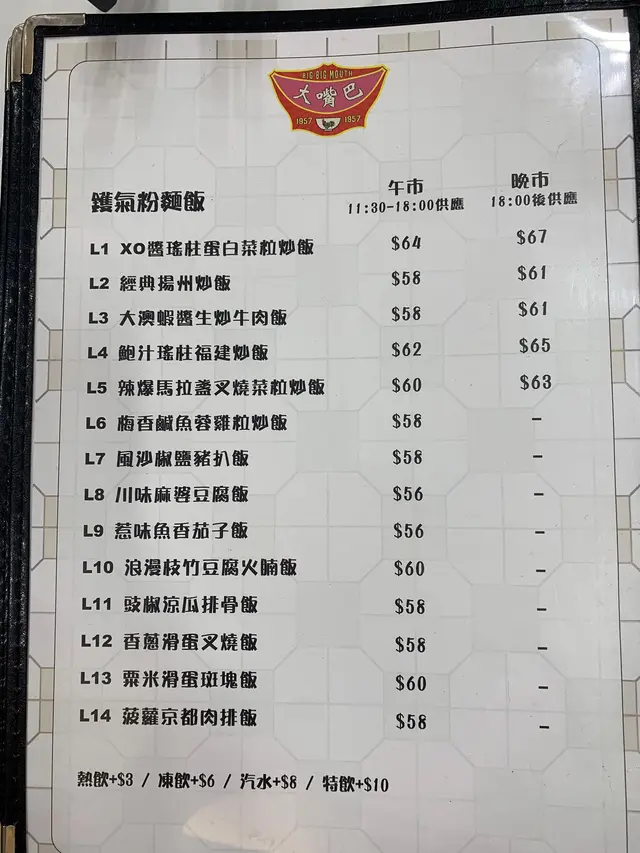 BIG BIG MOUTH
大嘴巴
1957 1957
鑊氣粉麵飯 午市 晚市
11:30-18:00供應 18:00後供應
L1 XO醬瑤柱蛋白菜粒炒飯 $64 $67
L2 經典揚州炒飯 $58 $61
L3 大澳蝦醬生炒牛肉飯 $58 $61
L4 鮑汁瑤柱福建炒飯 $62 $65
L5 辣爆馬拉盞叉燒菜粒炒飯 $60 $63
L6 梅香鹹魚蓉雞粒炒飯 $58 –
L7 風沙椒鹽豬扒飯 $58 –
L8 川味麻婆豆腐飯 $56 –
L9 惹味魚香茄子飯 $56 –
L10 浪漫枝竹豆腐火腩飯 $60 –
L11 豉椒涼瓜排骨飯 $58 –
L12 香蔥滑蛋叉燒飯 $58 –
L13 粟米滑蛋斑塊飯 $60 –
L14 菠蘿京都肉排飯 $58 –
熱飲+$3 / 凍飲+$6 / 汽水+$8 / 特飲+$10